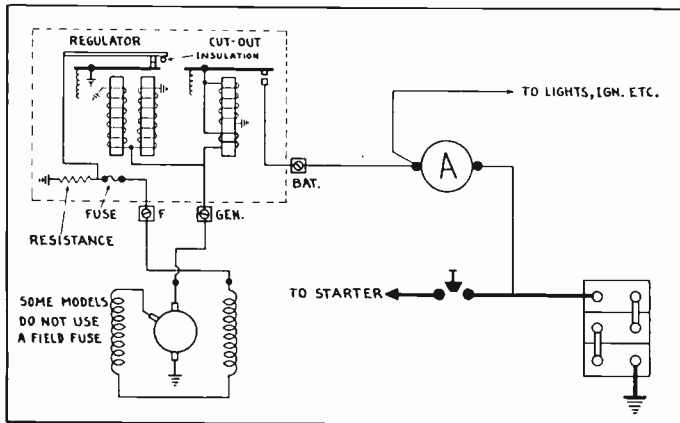 REGULATOR
CUT-OUT
INSULATION
TO LIGHTS, IGN. ETC.
A
BAT.
FUSE
F
GEN.
RESISTANCE
SOME MODELS
DO NOT USE
A FIELD FUSE
TO STARTER